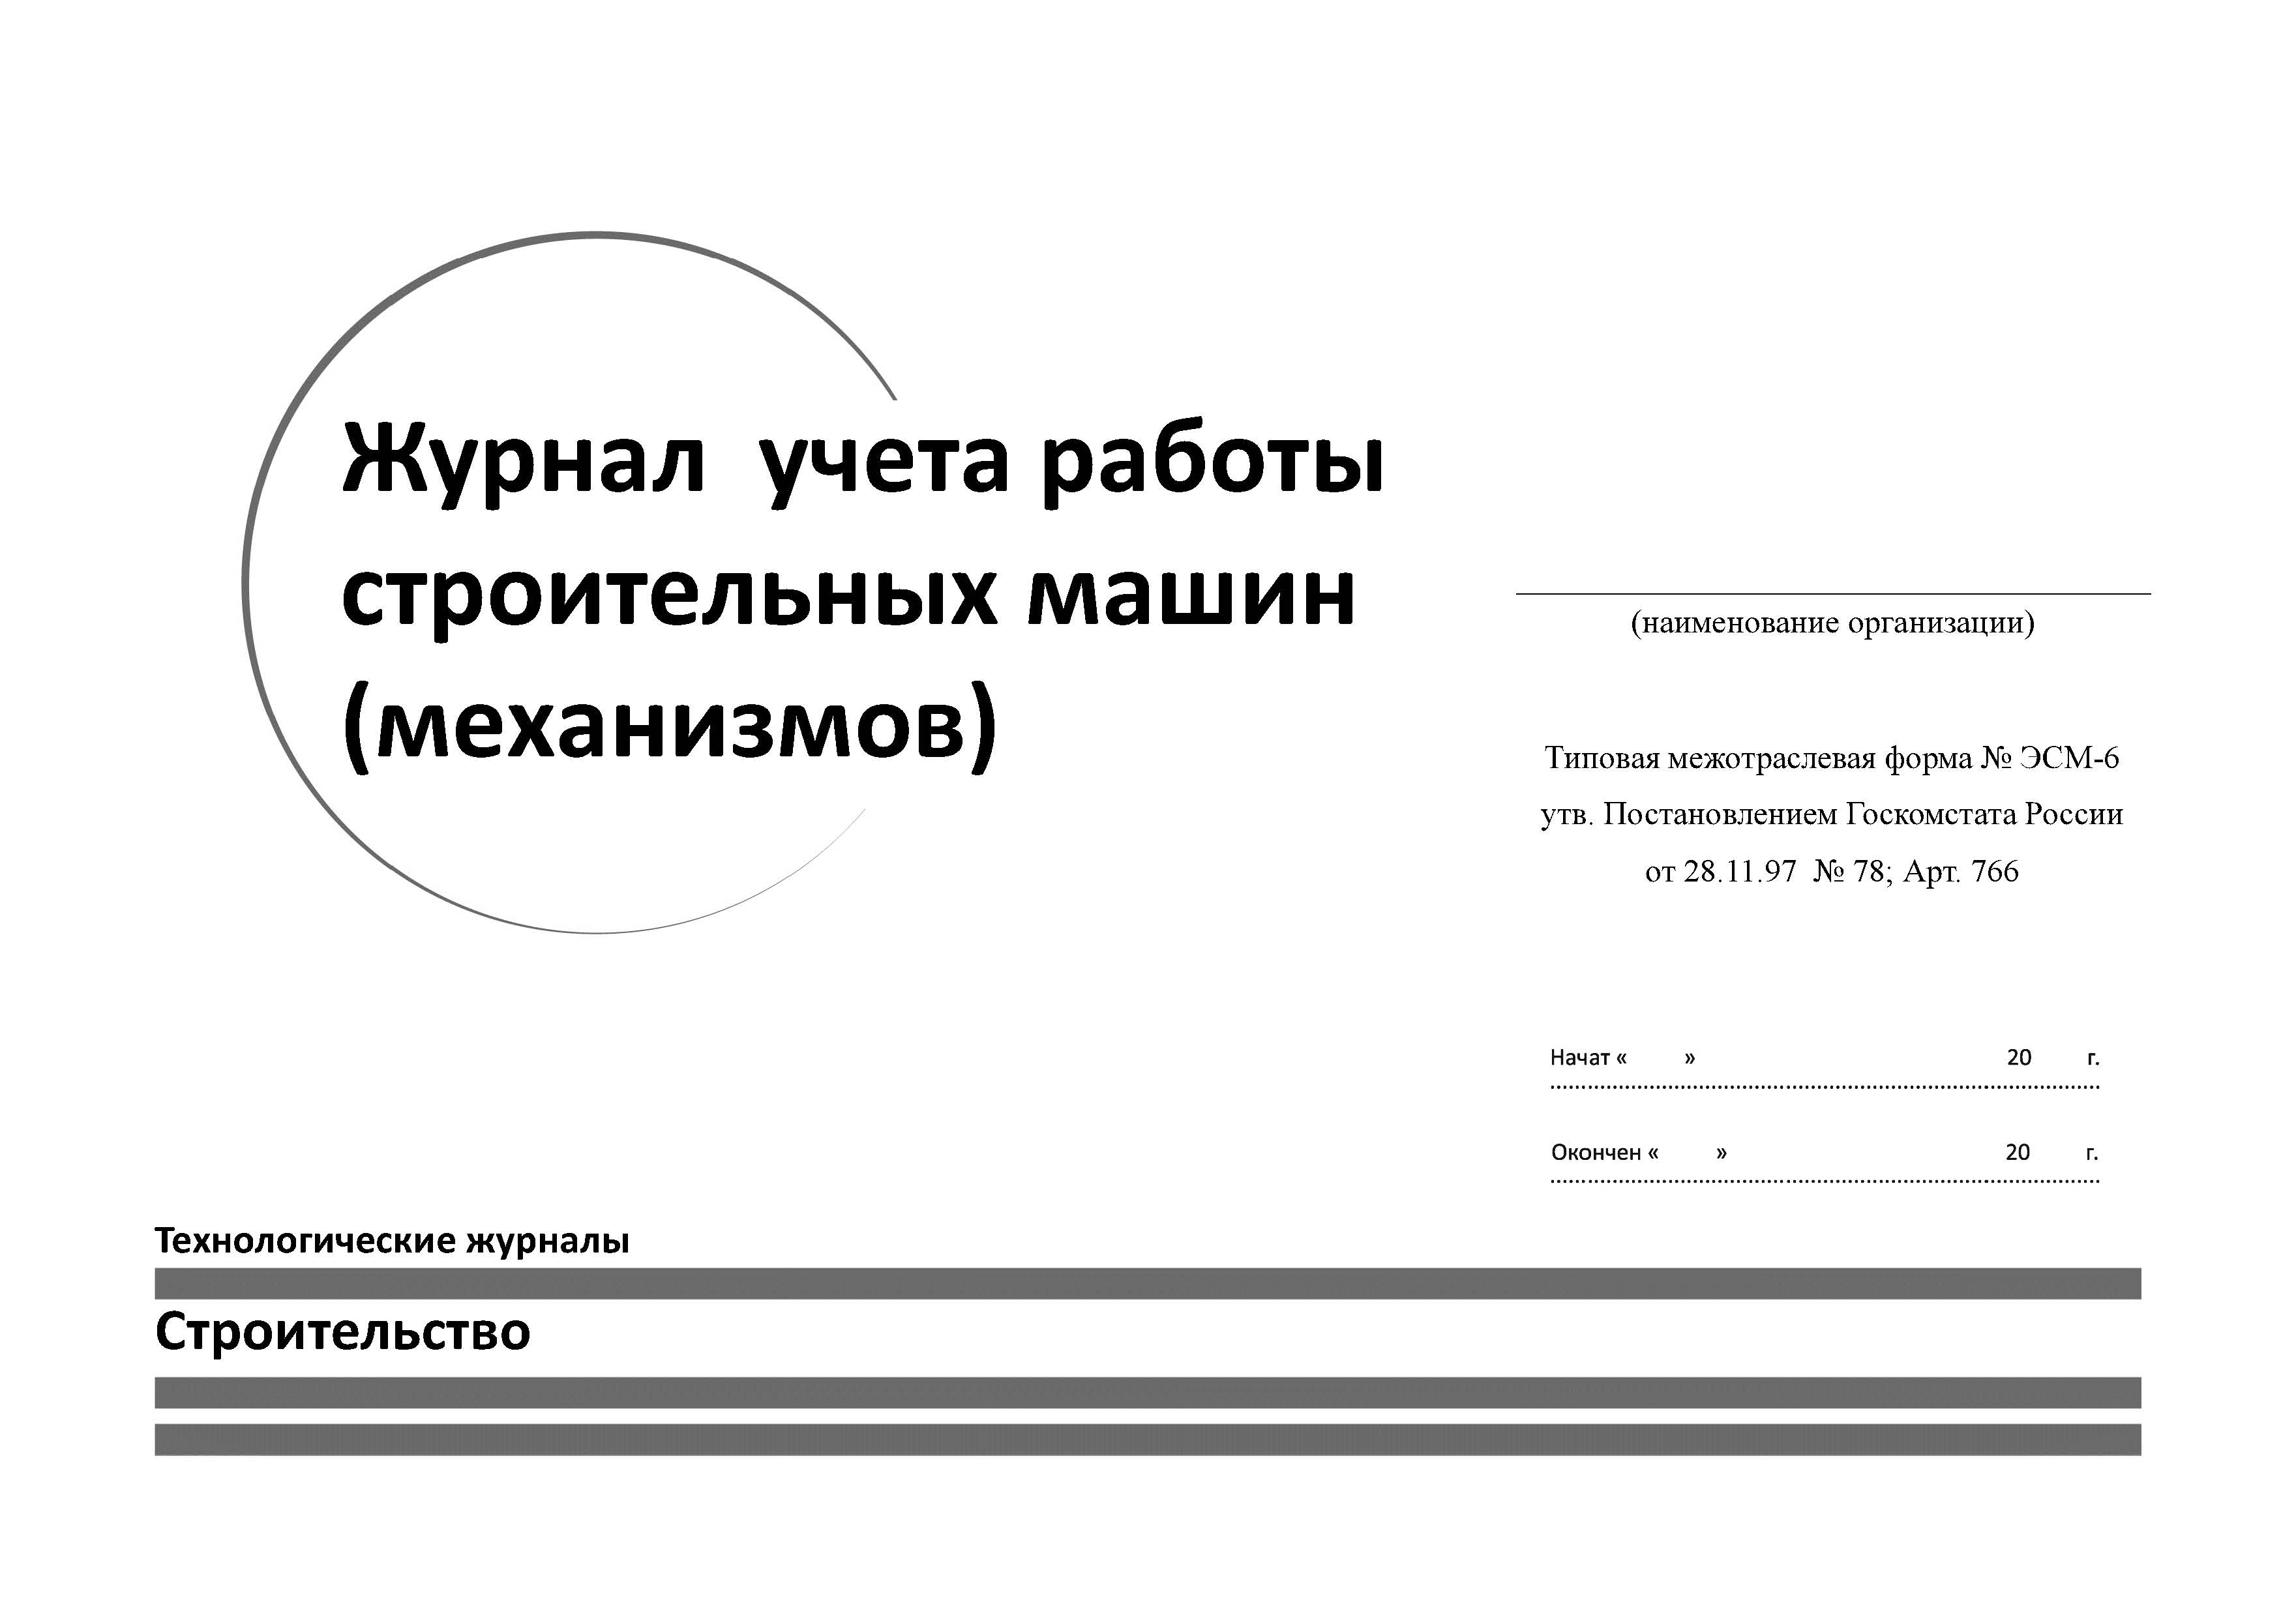 Журнал учета работы
строительных машин
(механизмов)
(наименование организации)
Типовая межотраслевая форма № ЭСМ-6
утв. Постановлением Госкомстата России
от 28.11.97 № 78; Арт. 766
Начат « » 20 г.
Окончен « » 20 г.
Технологические журналы
Строительство